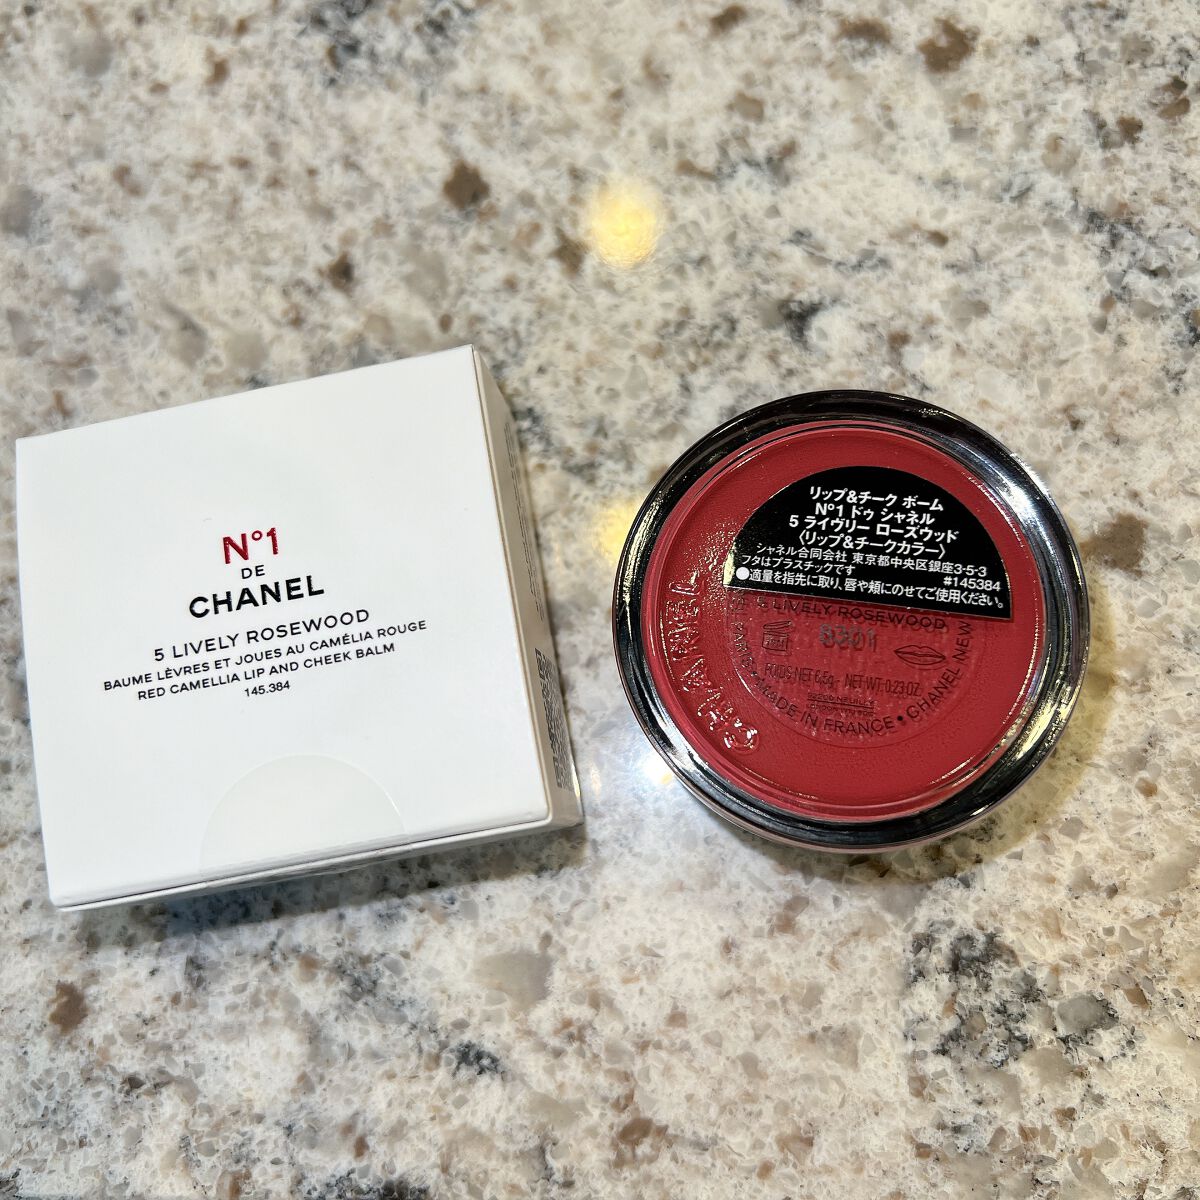 N°1
DE
CHANEL
5 LIVELY ROSEWOOD
BAUME LÈVRES ET JOUES AU CAMÉLIA ROUGE
RED CAMELLIA LIP AND CHEEK BALM
145.384
リップ&チーク ボーム
N°1 ドゥ シャネル
5 ライヴリー ローズウッド
〈リップ&チークカラー〉
シャネル合同会社 東京都中央区銀座3-5-3
フタはプラスチックです
#145384
●適量を指先に取り、唇や頬にのせてご使用ください。
5 LIVELY ROSEWOOD
POIDS NET 6,5g - NET WT. 0.23 OZ.
MADE IN FRANCE • CHANEL NEW
CHANEL